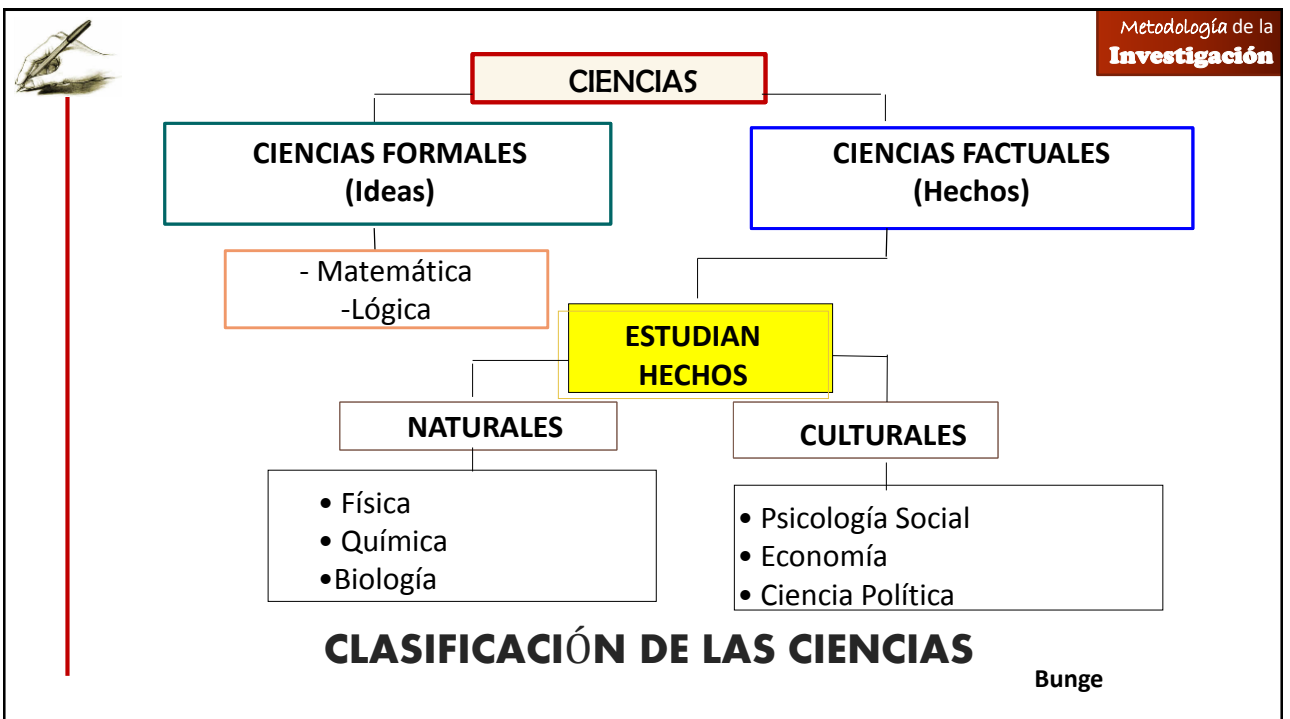 Metodología de la
Investigación
CIENCIAS
CIENCIAS FORMALES
(Ideas)
CIENCIAS FACTUALES
(Hechos)
- Matemática
-Lógica
ESTUDIAN
HECHOS
NATURALES
CULTURALES
• Física
• Química
•Biología
• Psicología Social
• Economía
• Ciencia Política
CLASIFICACIÓN DE LAS CIENCIAS
Bunge